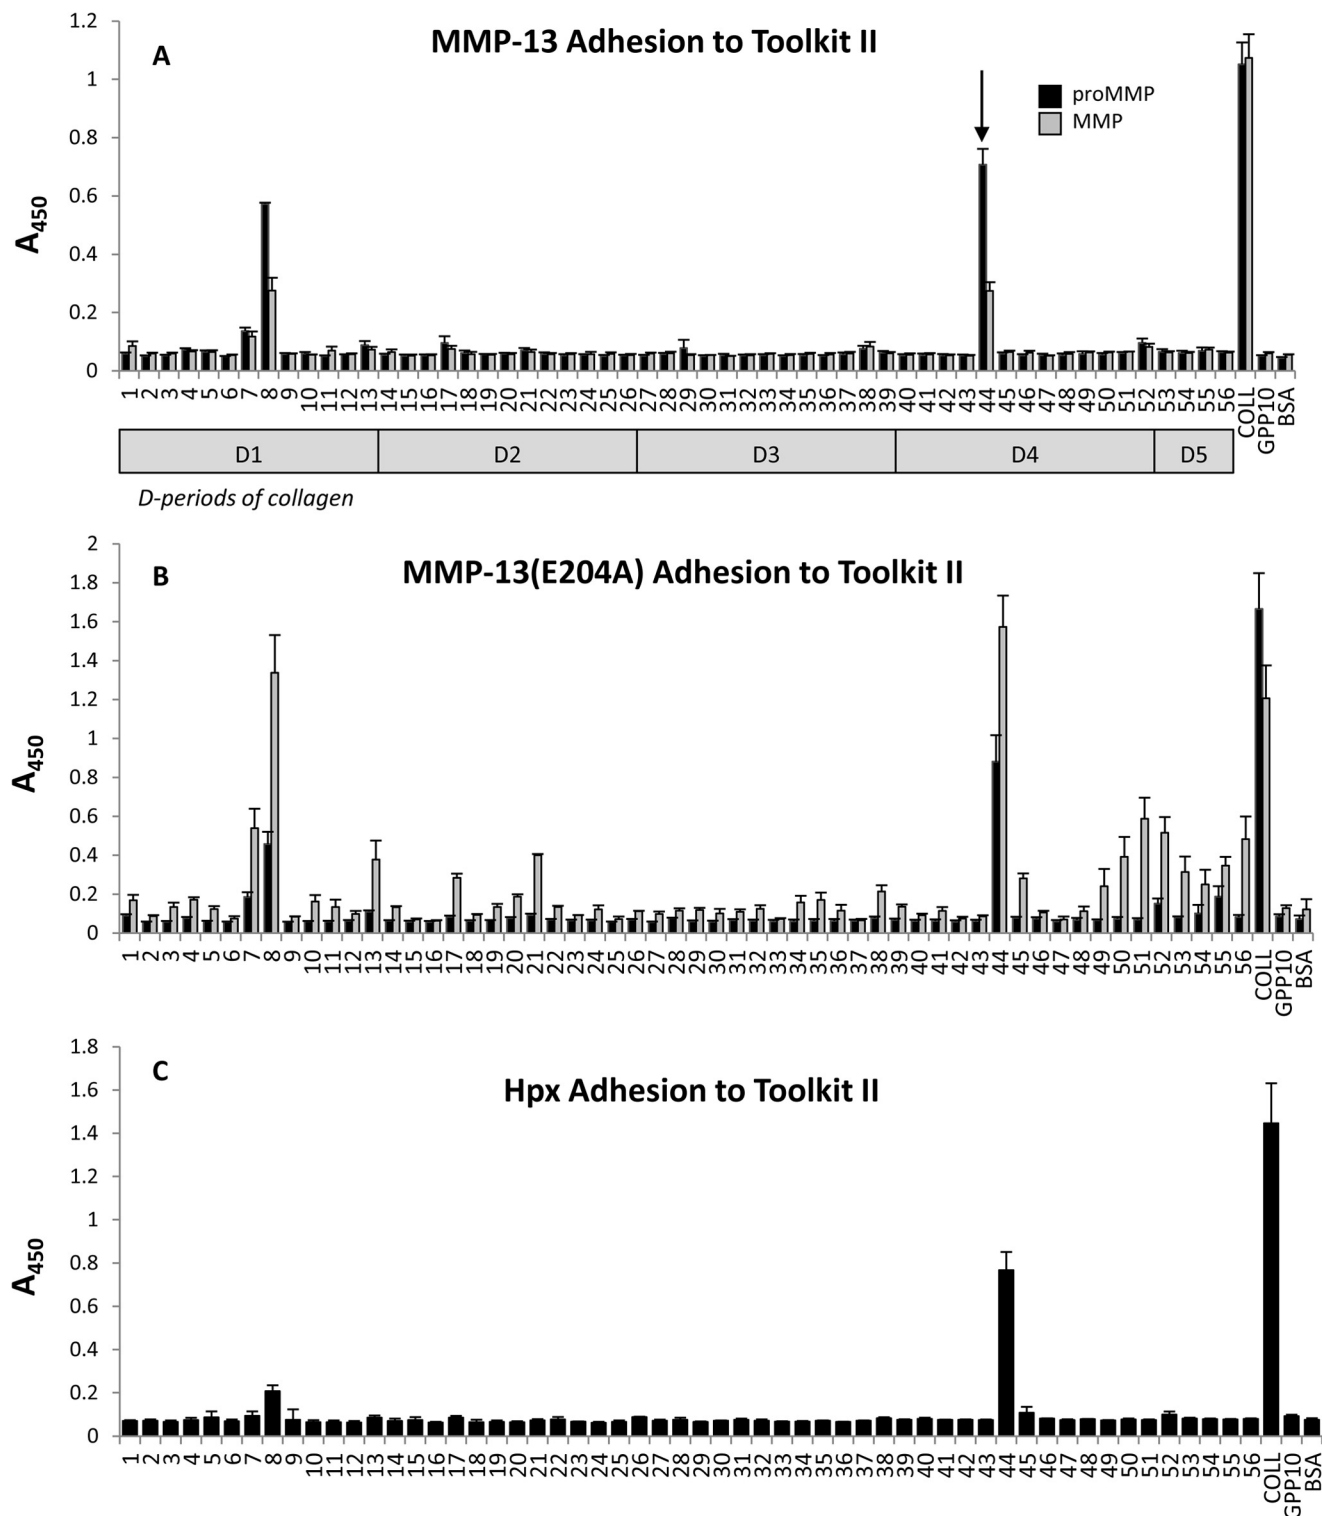 A
MMP-13 Adhesion to Toolkit II
proMMP
MMP
A450
1.2
1
0.8
0.6
0.4
0.2
0
1 2 3 4 5 6 7 8 9 10 11 12 13 14 15 16 17 18 19 20 21 22 23 24 25 26 27 28 29 30 31 32 33 34 35 36 37 38 39 40 41 42 43 44 45 46 47 48 49 50 51 52 53 54 55 56 COLL GPP10 BSA
D1 D2 D3 D4 D5
D-periods of collagen
B
MMP-13(E204A) Adhesion to Toolkit II
A450
2
1.8
1.6
1.4
1.2
1
0.8
0.6
0.4
0.2
0
1 2 3 4 5 6 7 8 9 10 11 12 13 14 15 16 17 18 19 20 21 22 23 24 25 26 27 28 29 30 31 32 33 34 35 36 37 38 39 40 41 42 43 44 45 46 47 48 49 50 51 52 53 54 55 56 COLL GPP10 BSA
C
Hpx Adhesion to Toolkit II
A450
1.8
1.6
1.4
1.2
1
0.8
0.6
0.4
0.2
0
1 2 3 4 5 6 7 8 9 10 11 12 13 14 15 16 17 18 19 20 21 22 23 24 25 26 27 28 29 30 31 32 33 34 35 36 37 38 39 40 41 42 43 44 45 46 47 48 49 50 51 52 53 54 55 56 COLL GPP10 BSA